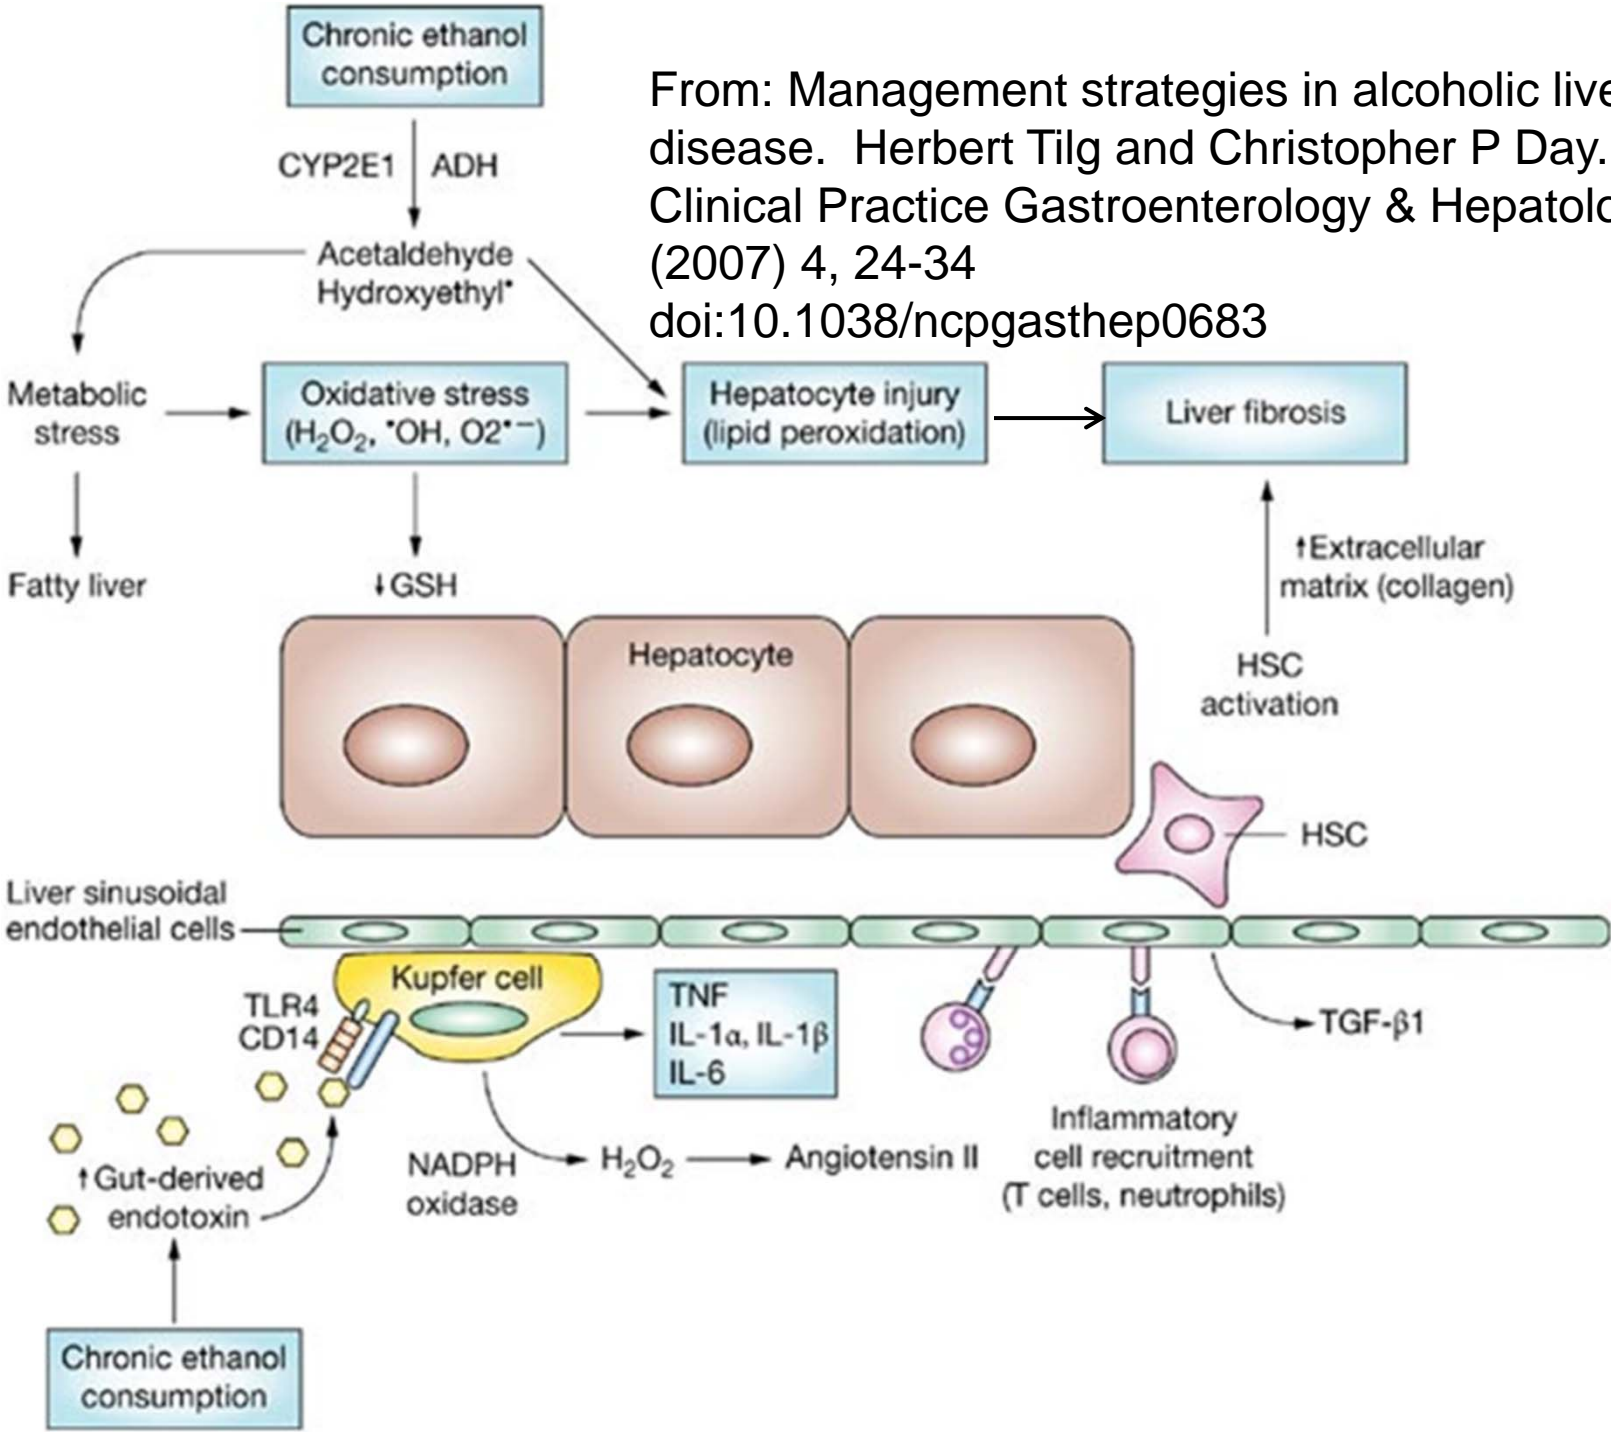 Chronic ethanol
consumption
From: Management strategies in alcoholic live
disease.  Herbert Tilg and Christopher P Day.
Clinical Practice Gastroenterology & Hepatolo
(2007) 4, 24-34
doi:10.1038/ncpgasthep0683
CYP2E1
ADH
Acetaldehyde
Hydroxyethyl•
Metabolic
stress
Oxidative stress
(H₂O₂, •OH, O2•−)
Hepatocyte injury
(lipid peroxidation)
Liver fibrosis
Fatty liver
↓GSH
↑Extracellular
matrix (collagen)
Hepatocyte
HSC
activation
HSC
Liver sinusoidal
endothelial cells
Kupfer cell
TLR4
CD14
TNF
IL-1α, IL-1β
IL-6
TGF-β1
↑Gut-derived
endotoxin
NADPH
oxidase
H₂O₂
Angiotensin II
Inflammatory
cell recruitment
(T cells, neutrophils)
Chronic ethanol
consumption